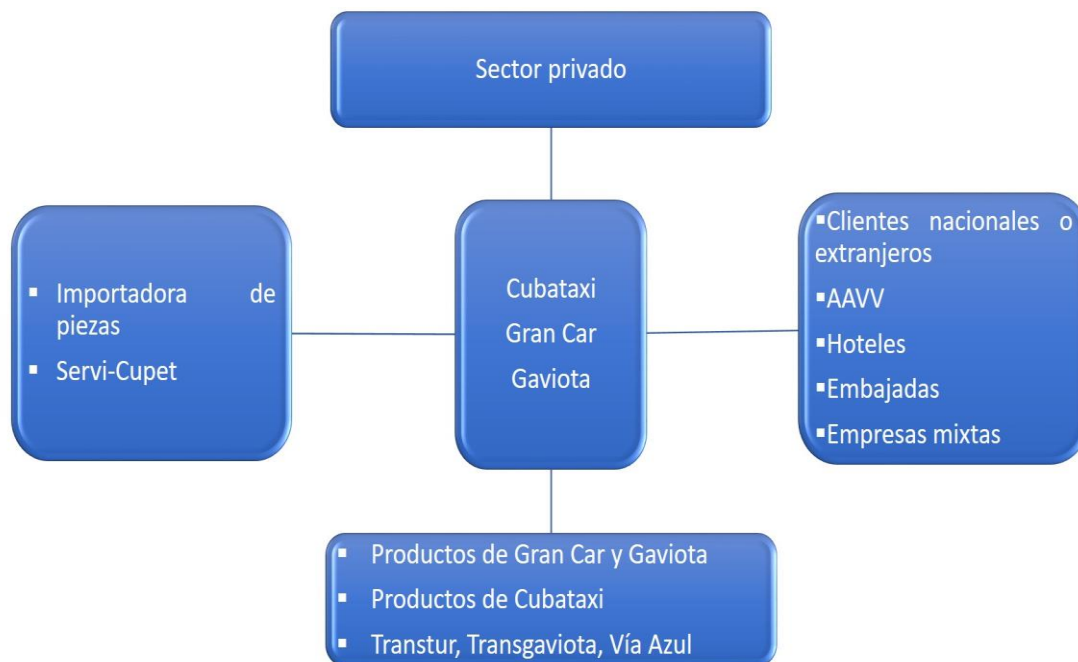 Sector privado
▪ Importadora de
piezas
▪ Servi-Cupet
Cubataxi
Gran Car
Gaviota
▪Clientes nacionales o
extranjeros
▪AAVV
▪Hoteles
▪Embajadas
▪Empresas mixtas
▪ Productos de Gran Car y Gaviota
▪ Productos de Cubataxi
▪ Transtur, Transgaviota, Vía Azul